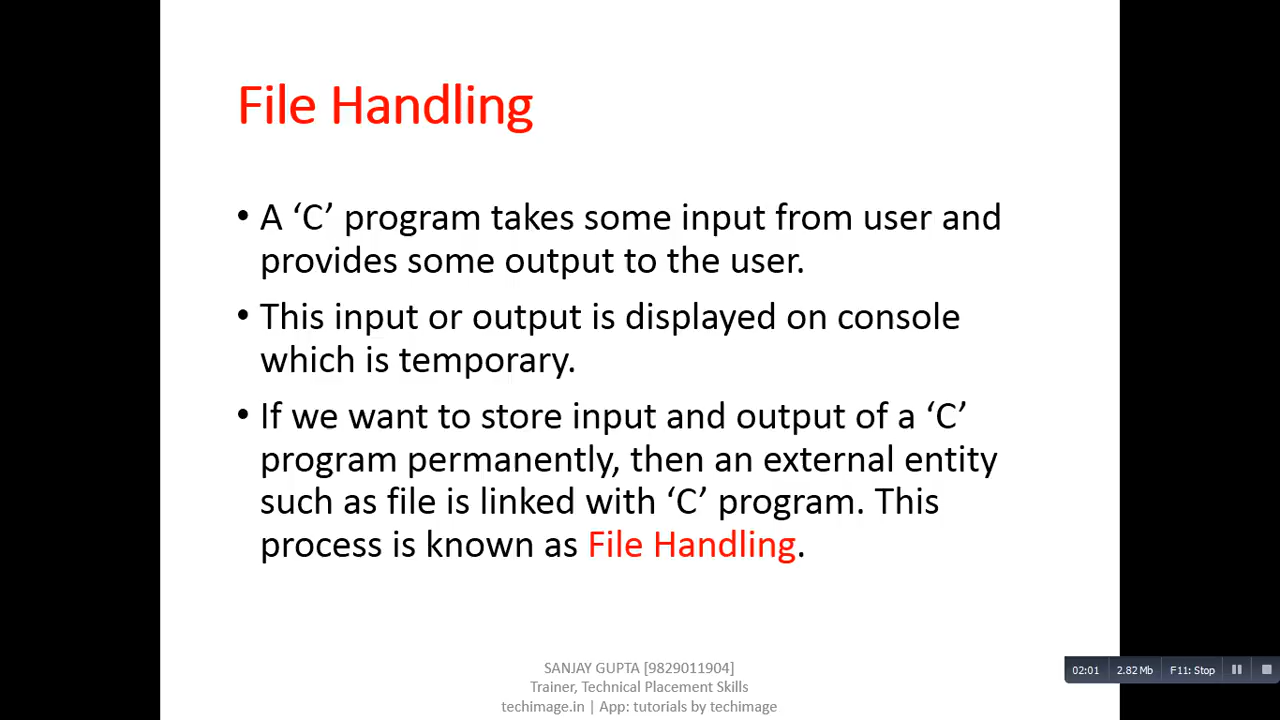 File Handling
• A ‘C’ program takes some input from user and
provides some output to the user.
• This input or output is displayed on console
which is temporary.
• If we want to store input and output of a ‘C’
program permanently, then an external entity
such as file is linked with ‘C’ program. This
process is known as File Handling.
SANJAY GUPTA [9829011904]
Trainer, Technical Placement Skills
techimage.in | App: tutorials by techimage
02:01 2.82 Mb F11: Stop